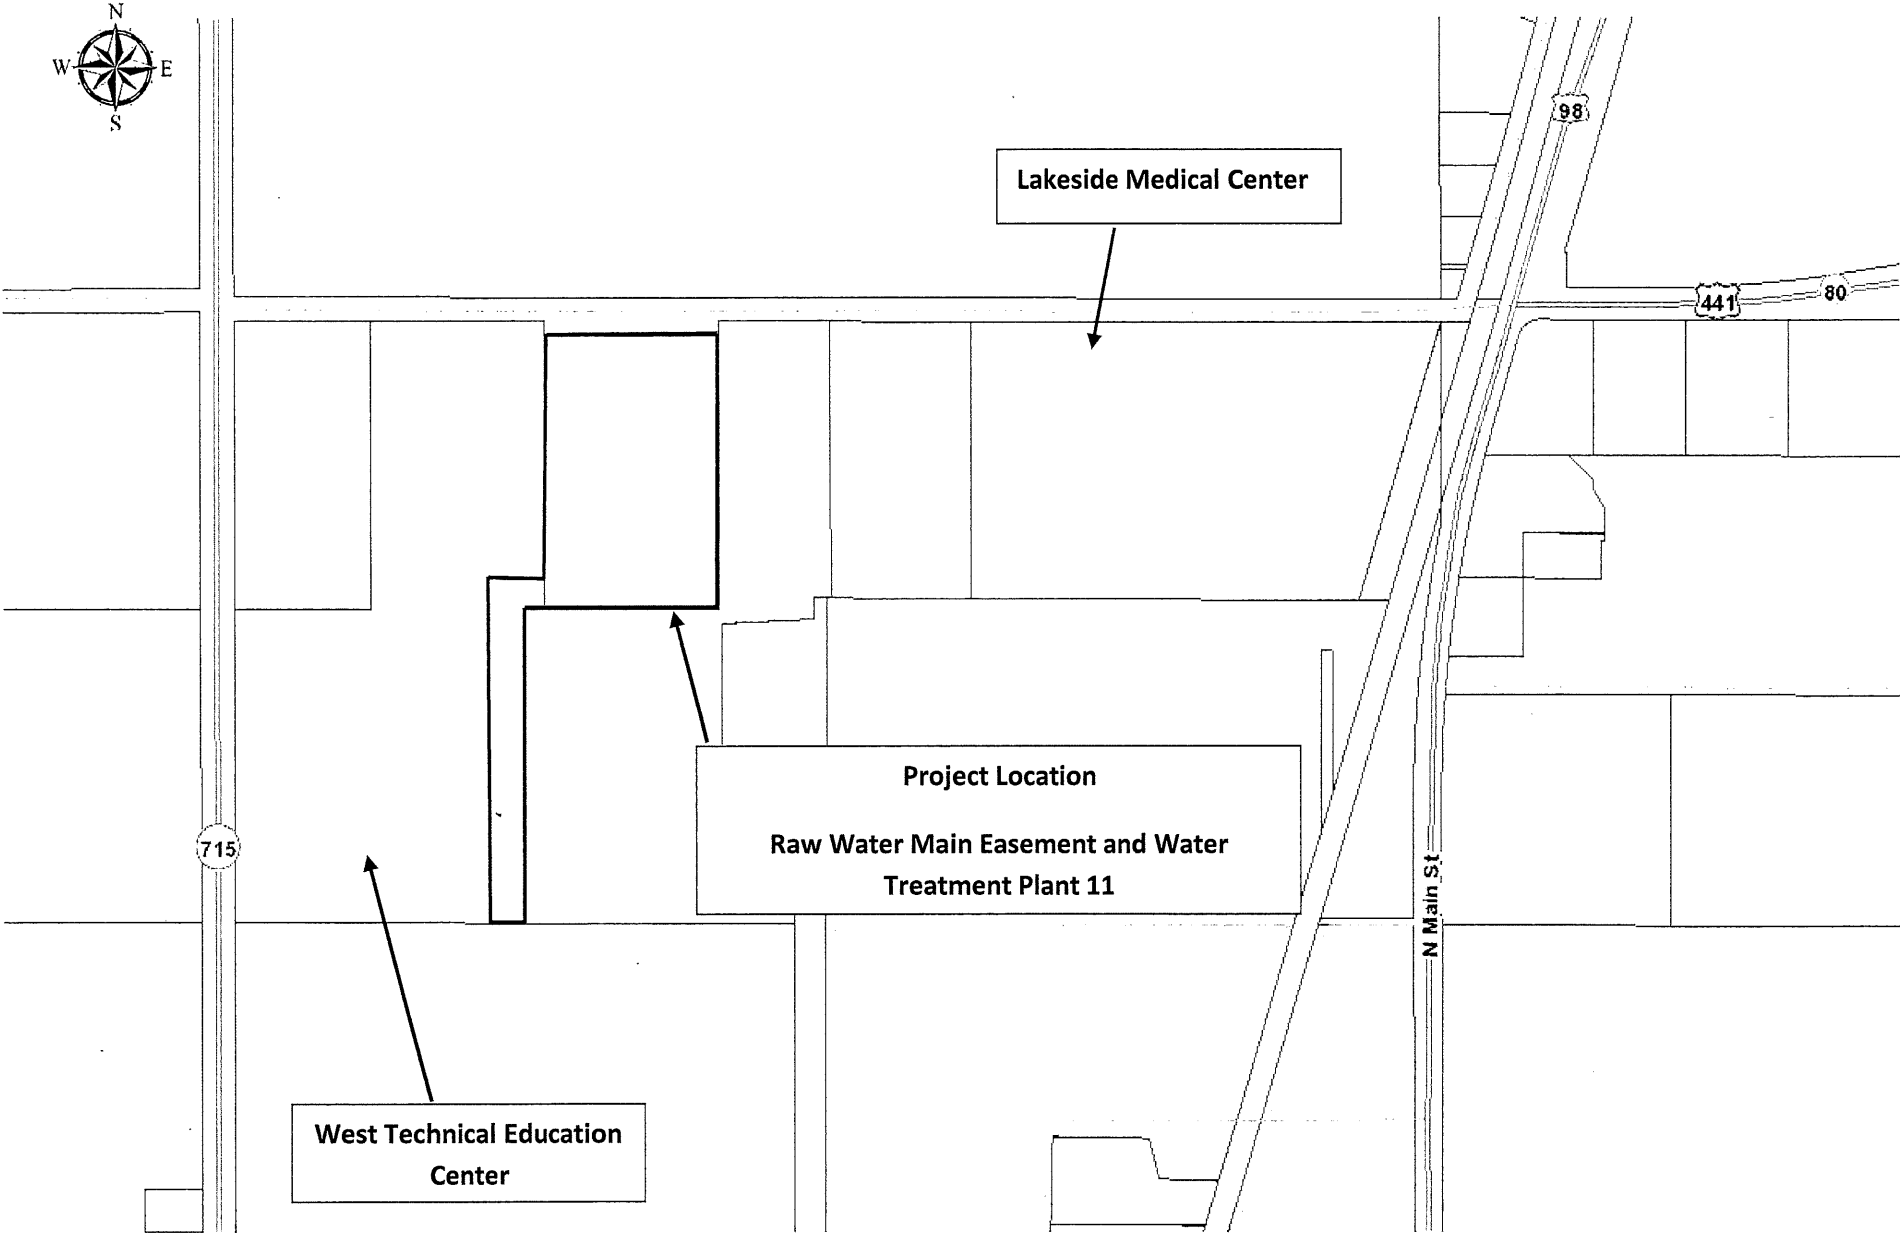 N
W E
S
98
Lakeside Medical Center
441
80
Project Location
Raw Water Main Easement and Water
Treatment Plant 11
715
N Main St
West Technical Education
Center